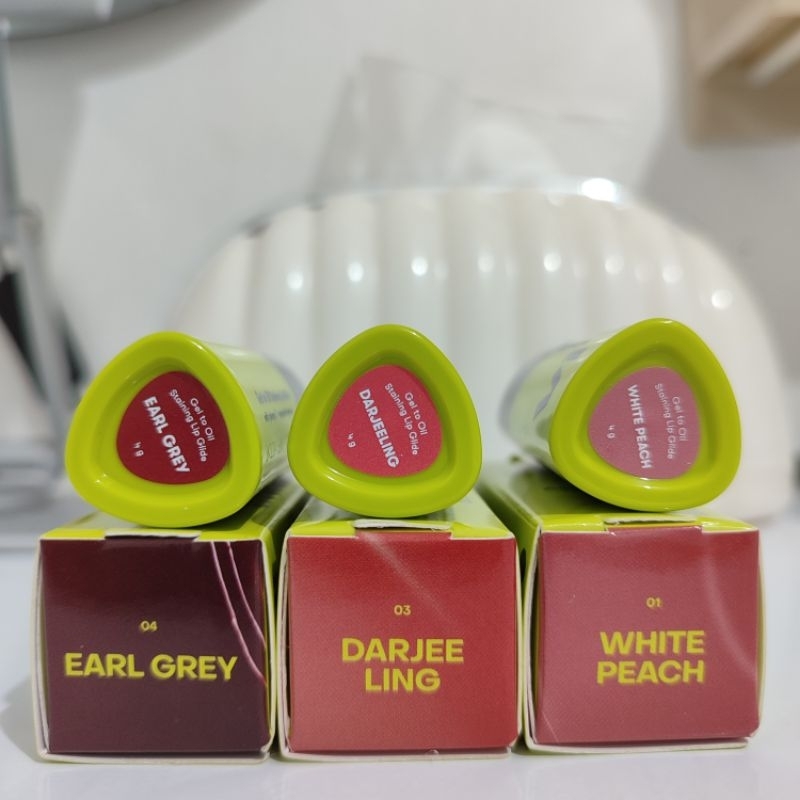 EARL GREY
Gel to Oil
Staining Lip Glide
4 g
DARJEELING
Gel to Oil
Staining Lip Glide
4 g
WHITE PEACH
Gel to Oil
Staining Lip Glide
4 g
04
EARL GREY
03
DARJEE
LING
01
WHITE
PEACH